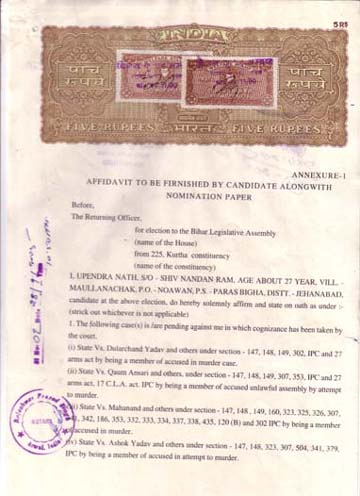 5 RS
INDIA
पांच रूपये
पांच रूपये
FIVE RUPEES भारत FIVE RUPEES
ANNEXURE-1
AFFIDAVIT TO BE FIRNISHED BY CANDIDATE ALONGWITH
NOMINATION PAPER
Before,
The Returning Officer,
for election to the Bihar Legislative Assembly
(name of the House)
from 225, Kurtha constituency
(name of constituency)
I, UPENDRA NATH, S/O - SHIV NANDAN RAM, AGE ABOUT 27 YEAR, VILL. -
MAULLANACHAK, P.O - NOAWAN, P.S. - PARAS BIGHA, DISTT. - JEHANABAD,
candidate at the above election, do hereby solemnly affirm and state on oath as under :-
(strick out whichever is not applicable)
1. The following case(s) is /are pending against me in which cognizance has been taken by
the court.
(i) State Vs. Dularchand Yadav and others under section - 147, 148, 149, 302, IPC and 27
arms act by being a member of accused in murder case.
(ii) State Vs. Qaum Ansari and others under section - 147, 148, 149, 307, 353, IPC and 27
arms act, 17 C.L.A. act. IPC by being a member of accused unlawful assembly by attempt
to murder.
(iii) State Vs. Mahanand and others under section - 147, 148, 149, 160, 323, 325, 326, 307,
341, 342, 186, 353, 332, 333, 334, 337, 338, 435, 120 (B) and 302 IPC by being a member
of accused in murder.
(iv) State Vs. Ashok Yadav and others under section - 147, 148, 323, 307, 504, 341, 379,
IPC by being a member of accused in attempt to murder.
NOTARY